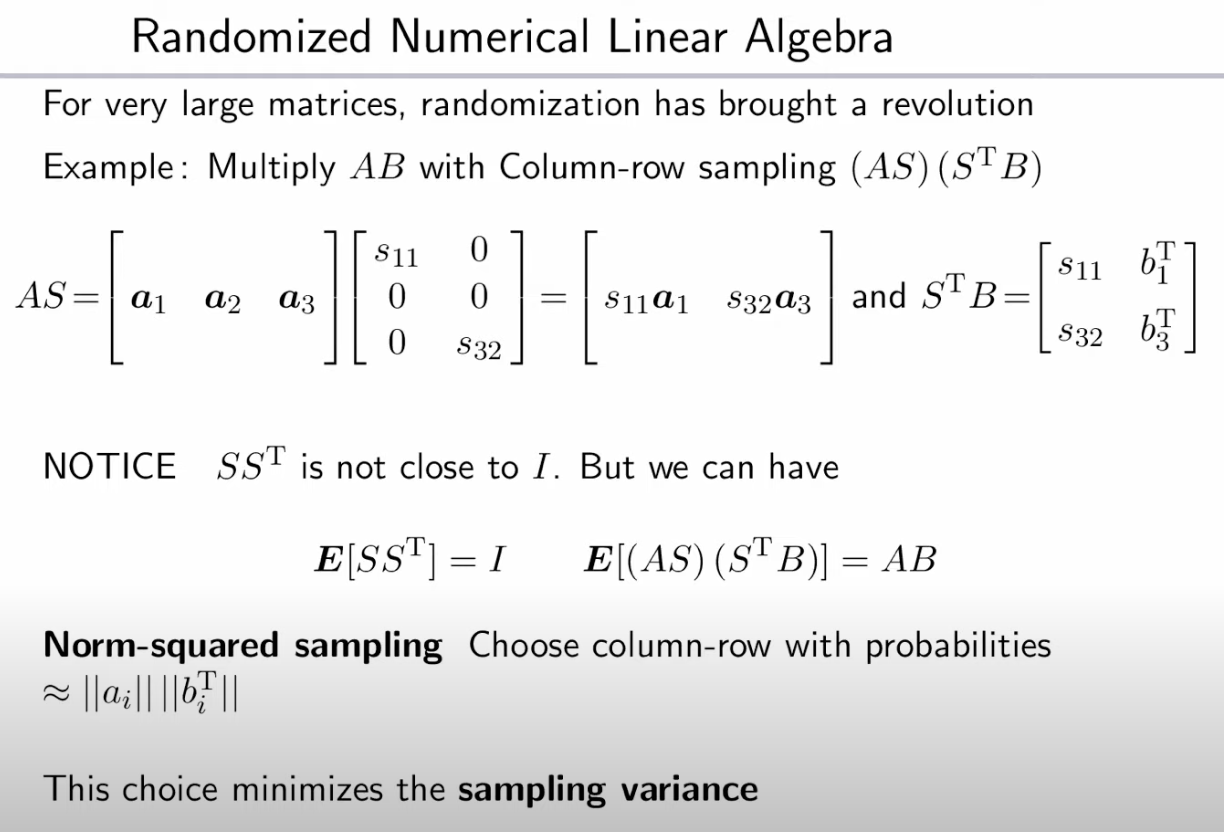 Randomized Numerical Linear Algebra
For very large matrices, randomization has brought a revolution
Example: Multiply $AB$ with Column-row sampling $(AS)(S^{\mathrm{T}}B)$
$AS = \begin{bmatrix} \boldsymbol{a}_1 & \boldsymbol{a}_2 & \boldsymbol{a}_3 \end{bmatrix} \begin{bmatrix} s_{11} & 0 \\ 0 & 0 \\ 0 & s_{32} \end{bmatrix} = \begin{bmatrix} s_{11}\boldsymbol{a}_1 & s_{32}\boldsymbol{a}_3 \end{bmatrix}$ and $S^{\mathrm{T}}B = \begin{bmatrix} s_{11} & b_1^{\mathrm{T}} \\ s_{32} & b_3^{\mathrm{T}} \end{bmatrix}$
NOTICE $SS^{\mathrm{T}}$ is not close to $I$. But we can have
$\boldsymbol{E}[SS^{\mathrm{T}}] = I \quad \boldsymbol{E}[(AS)(S^{\mathrm{T}}B)] = AB$
Norm-squared sampling Choose column-row with probabilities
$\approx ||a_i||\,||b_i^{\mathrm{T}}||$
This choice minimizes the sampling variance